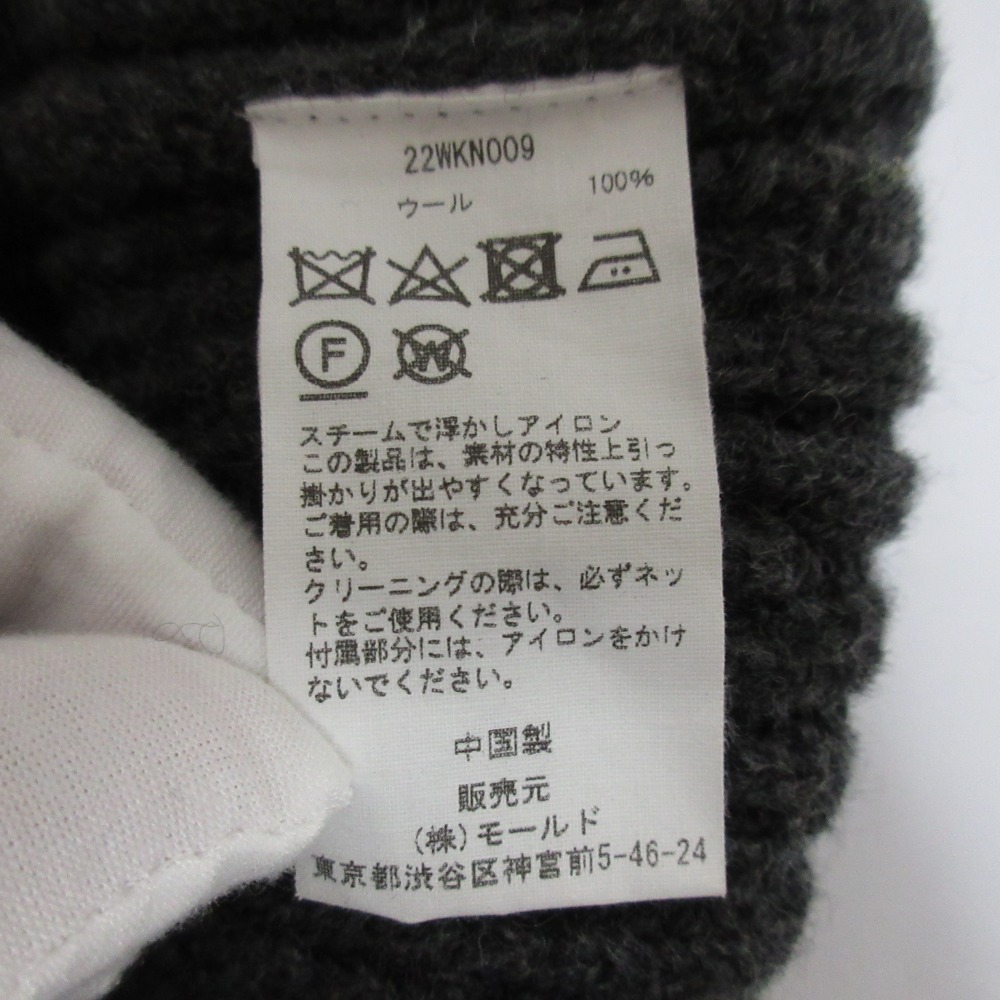 22WKN009
ウール 100%
F W
スチームで浮かしアイロン
この製品は、素材の特性上引っ
掛かりが出やすくなっています。
ご着用の際は、充分ご注意くだ
さい。
クリーニングの際は、必ずネッ
トをご使用ください。
付属部分には、アイロンをかけ
ないでください。
中国製
販売元
(株)モールド
東京都渋谷区神宮前5-46-24